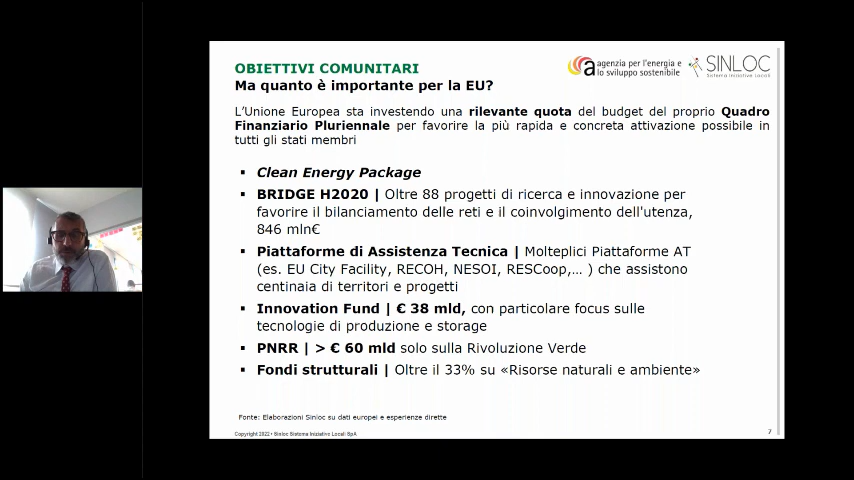 OBIETTIVI COMUNITARI
Ma quanto è importante per la EU?
agenzia per l'energia e
lo sviluppo sostenibile
SINLOC
Sistema Iniziative Locali
L'Unione Europea sta investendo una rilevante quota del budget del proprio Quadro
Finanziario Pluriennale per favorire la più rapida e concreta attivazione possibile in
tutti gli stati membri
▪ Clean Energy Package
▪ BRIDGE H2020 | Oltre 88 progetti di ricerca e innovazione per
favorire il bilanciamento delle reti e il coinvolgimento dell'utenza,
846 mln€
▪ Piattaforme di Assistenza Tecnica | Molteplici Piattaforme AT
(es. EU City Facility, RECOH, NESOI, RESCoop,... ) che assistono
centinaia di territori e progetti
▪ Innovation Fund | € 38 mld, con particolare focus sulle
tecnologie di produzione e storage
▪ PNRR | > € 60 mld solo sulla Rivoluzione Verde
▪ Fondi strutturali | Oltre il 33% su «Risorse naturali e ambiente»
Fonte: Elaborazioni Sinloc su dati europei e esperienze dirette
Copyright 2022 • Sinloc Sistema Iniziative Locali SpA
7